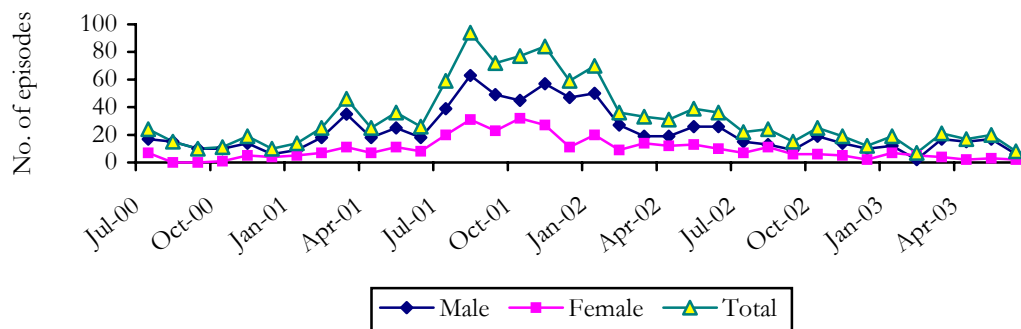 No. of episodes
100
80
60
40
20
0
Jul-00
Oct-00
Jan-01
Apr-01
Jul-01
Oct-01
Jan-02
Apr-02
Jul-02
Oct-02
Jan-03
Apr-03
Male Female Total